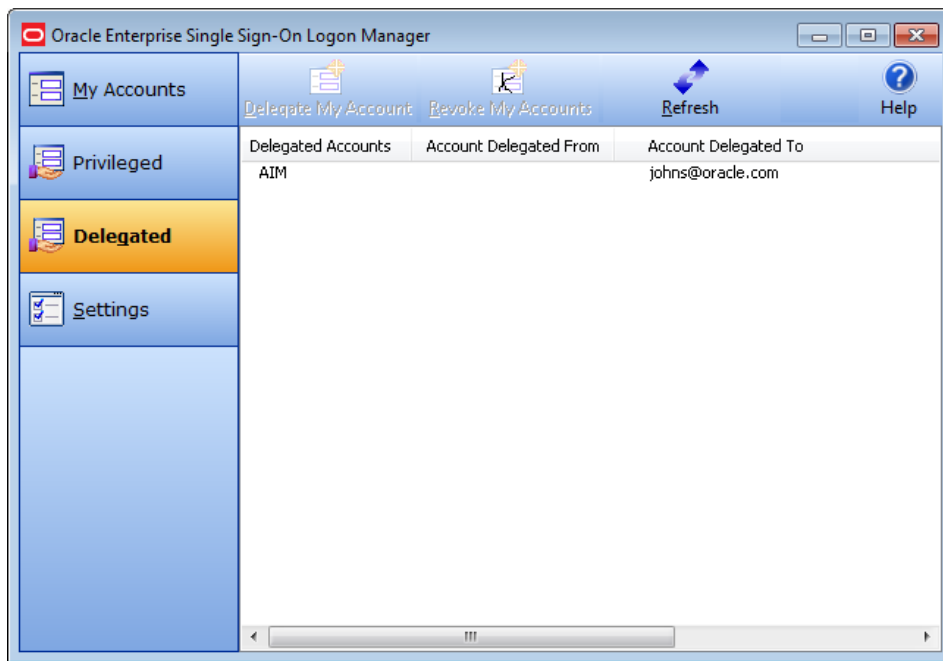 Oracle Enterprise Single Sign-On Logon Manager
My Accounts
Privileged
Delegated
Settings
Delegate My Account Revoke My Accounts Refresh Help
Delegated Accounts Account Delegated From Account Delegated To
AIM johns@oracle.com